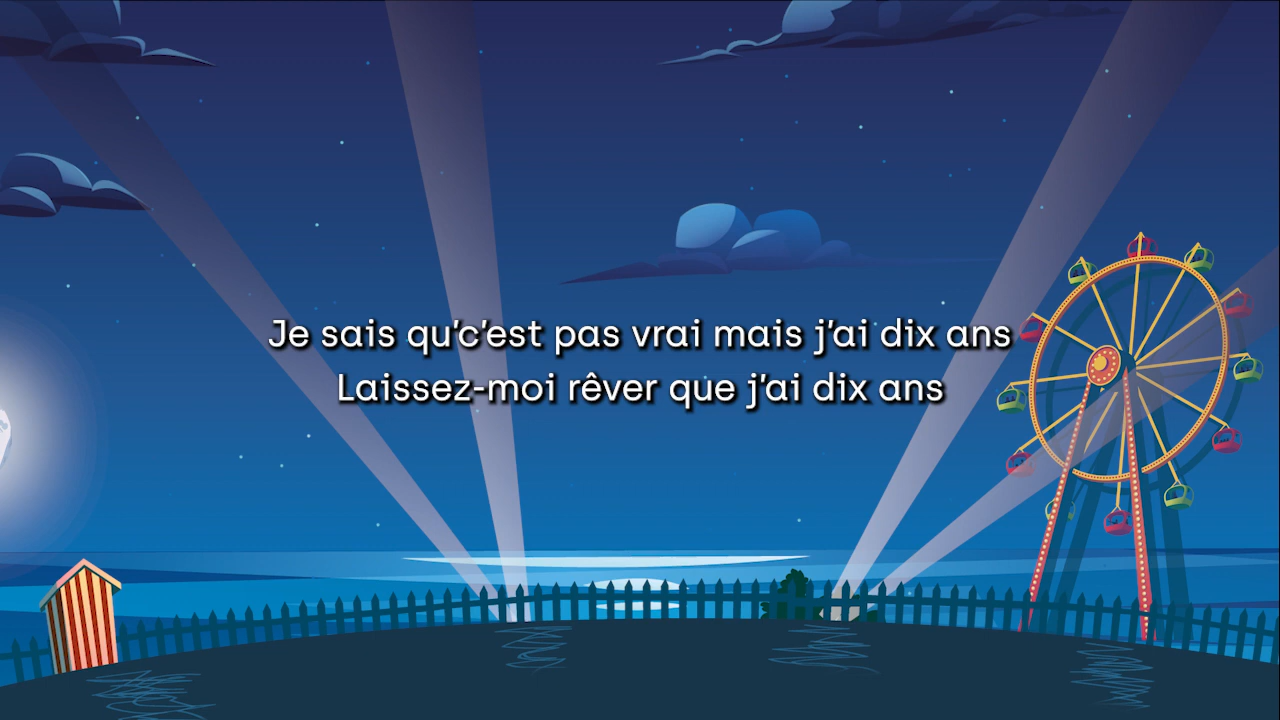 Je sais qu'c'est pas vrai mais j'ai dix ans
Laissez-moi rêver que j'ai dix ans